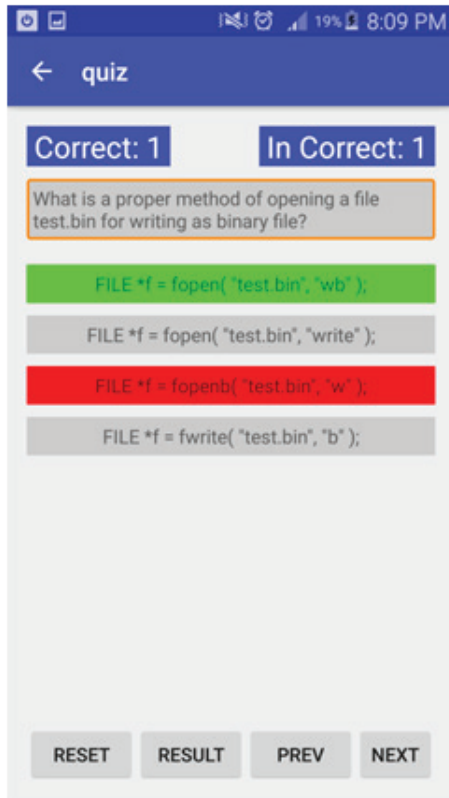 19% 8:09 PM
quiz
Correct: 1 In Correct: 1
What is a proper method of opening a file
test.bin for writing as binary file?
FILE *f = fopen( "test.bin", "wb" );
FILE *f = fopen( "test.bin", "write" );
FILE *f = fopenb( "test.bin", "w" );
FILE *f = fwrite( "test.bin", "b" );
RESET RESULT PREV NEXT